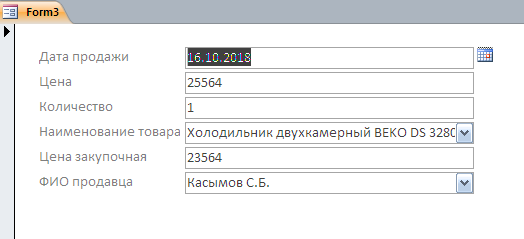 Form3
Дата продажи 16.10.2018
Цена 25564
Количество 1
Наименование товара Холодильник двухкамерный BEKO DS 3280
Цена закупочная 23564
ФИО продавца Касымов С.Б.